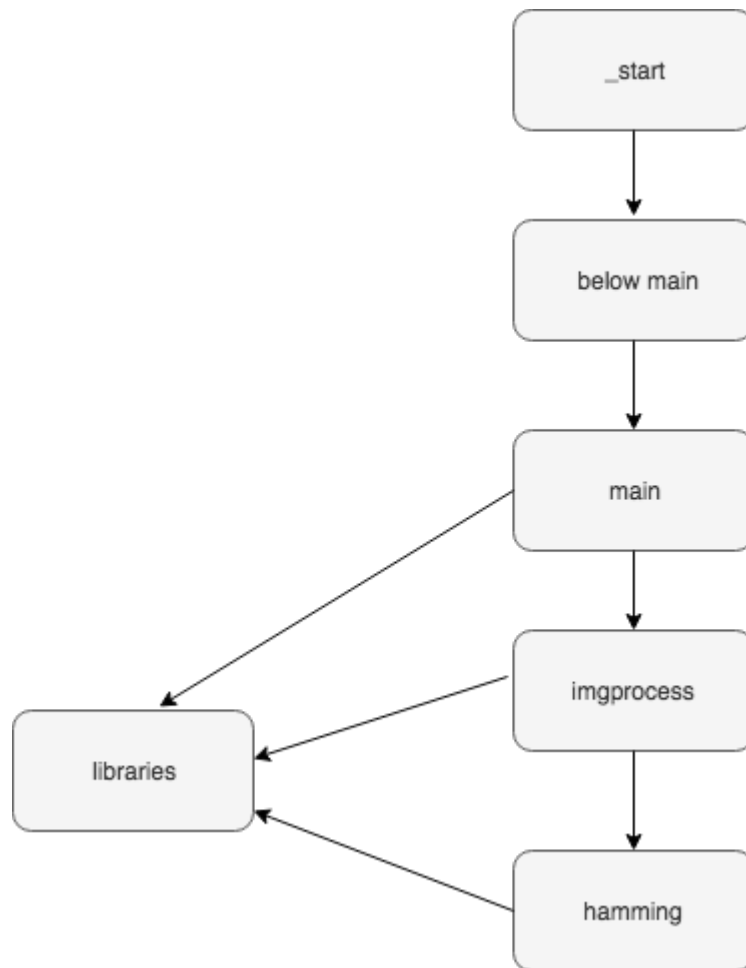 _start
below main
main
imgprocess
libraries
hamming